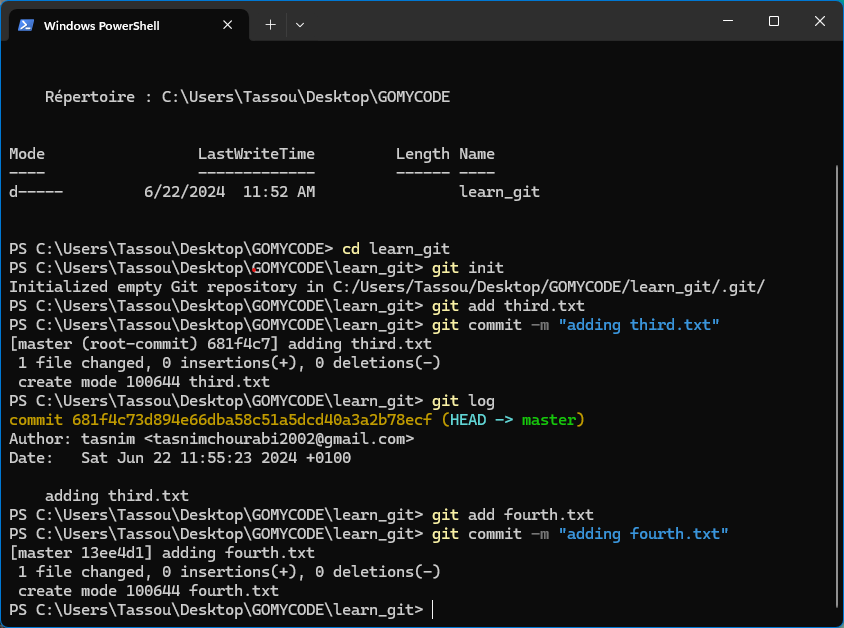 Windows PowerShell
Répertoire : C:\Users\Tassou\Desktop\GOMYCODE
Mode                 LastWriteTime         Length Name
----                 -------------         ------ ----
d-----         6/22/2024  11:52 AM                learn_git
PS C:\Users\Tassou\Desktop\GOMYCODE> cd learn_git
PS C:\Users\Tassou\Desktop\GOMYCODE\learn_git> git init
Initialized empty Git repository in C:/Users/Tassou/Desktop/GOMYCODE/learn_git/.git/
PS C:\Users\Tassou\Desktop\GOMYCODE\learn_git> git add third.txt
PS C:\Users\Tassou\Desktop\GOMYCODE\learn_git> git commit -m "adding third.txt"
[master (root-commit) 681f4c7] adding third.txt
 1 file changed, 0 insertions(+), 0 deletions(-)
 create mode 100644 third.txt
PS C:\Users\Tassou\Desktop\GOMYCODE\learn_git> git log
commit 681f4c73d894e66dba58c51a5dcd40a3a2b78ecf (HEAD -> master)
Author: tasnim <tasnimchourabi2002@gmail.com>
Date:   Sat Jun 22 11:55:23 2024 +0100
    adding third.txt
PS C:\Users\Tassou\Desktop\GOMYCODE\learn_git> git add fourth.txt
PS C:\Users\Tassou\Desktop\GOMYCODE\learn_git> git commit -m "adding fourth.txt"
[master 13ee4d1] adding fourth.txt
 1 file changed, 0 insertions(+), 0 deletions(-)
 create mode 100644 fourth.txt
PS C:\Users\Tassou\Desktop\GOMYCODE\learn_git>